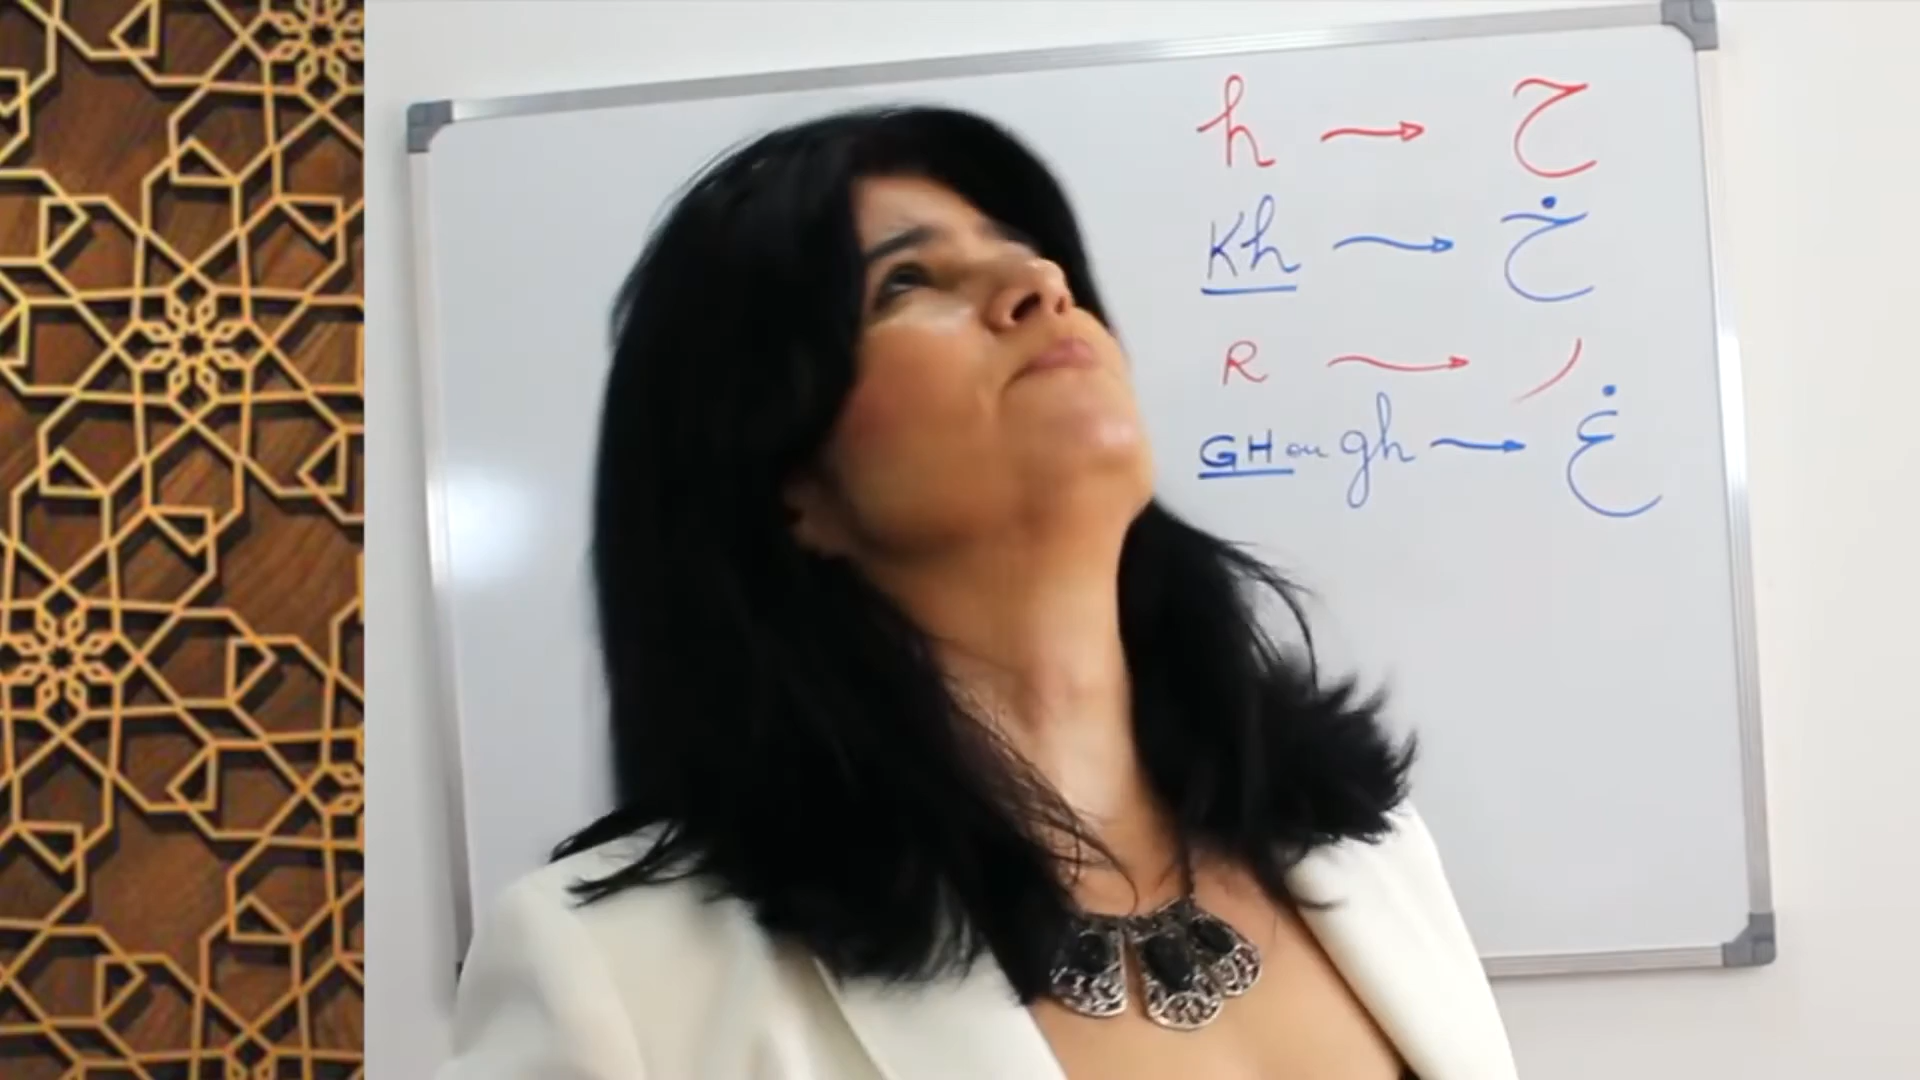 h → ح
Kh → خ
R → ر
GH ou gh → غ